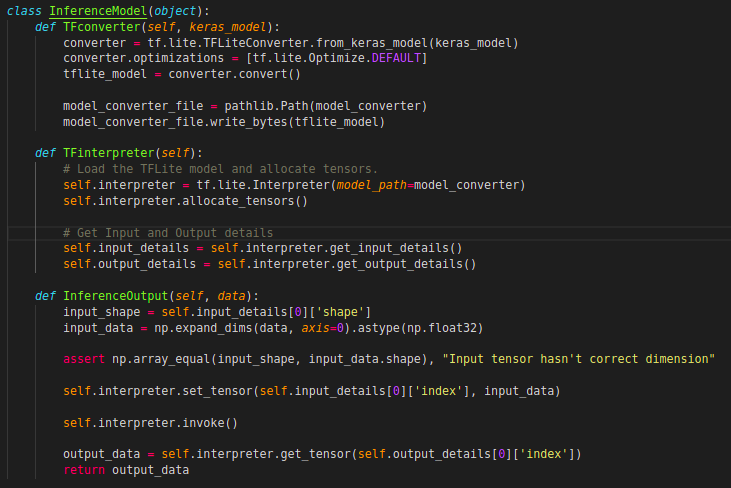 class InferenceModel(object):
    def TFconverter(self, keras_model):
        converter = tf.lite.TFLiteConverter.from_keras_model(keras_model)
        converter.optimizations = [tf.lite.Optimize.DEFAULT]
        tflite_model = converter.convert()

        model_converter_file = pathlib.Path(model_converter)
        model_converter_file.write_bytes(tflite_model)

    def TFinterpreter(self):
        # Load the TFLite model and allocate tensors.
        self.interpreter = tf.lite.Interpreter(model_path=model_converter)
        self.interpreter.allocate_tensors()

        # Get Input and Output details
        self.input_details = self.interpreter.get_input_details()
        self.output_details = self.interpreter.get_output_details()

    def InferenceOutput(self, data):
        input_shape = self.input_details[0]['shape']
        input_data = np.expand_dims(data, axis=0).astype(np.float32)

        assert np.array_equal(input_shape, input_data.shape), "Input tensor hasn't correct dimension"

        self.interpreter.set_tensor(self.input_details[0]['index'], input_data)

        self.interpreter.invoke()

        output_data = self.interpreter.get_tensor(self.output_details[0]['index'])
        return output_data